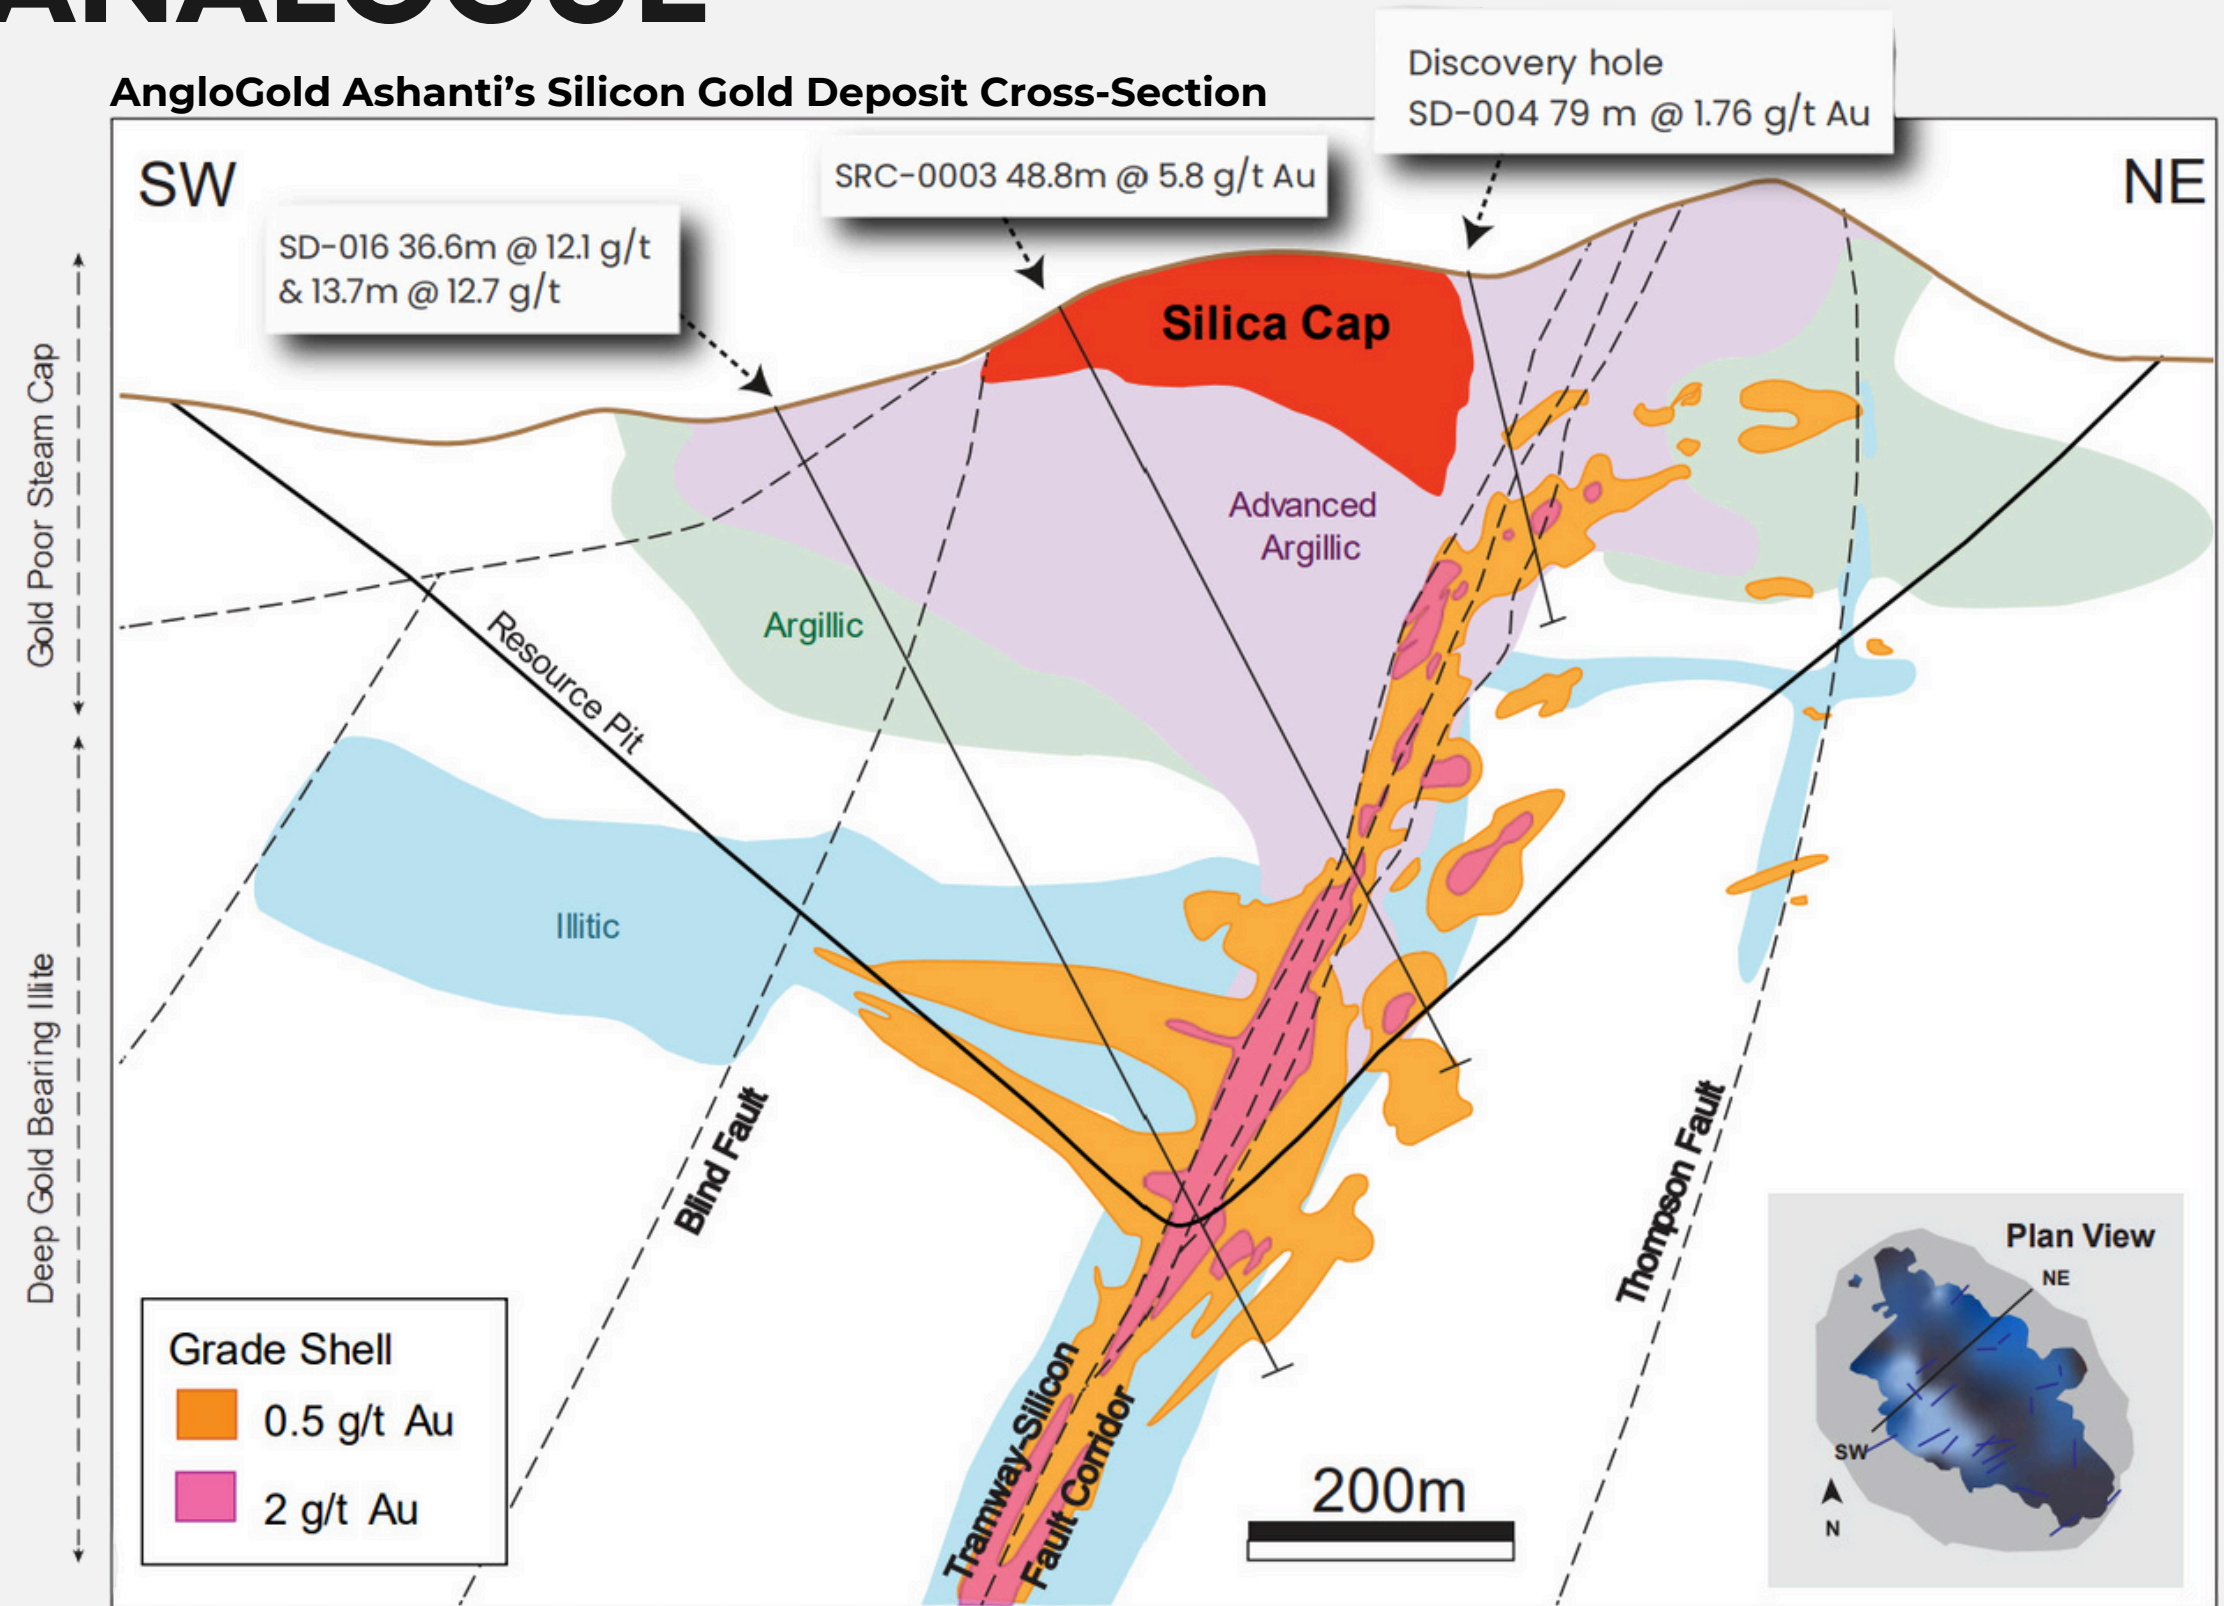 ANALOGUE
AngloGold Ashanti's Silicon Gold Deposit Cross-Section
Discovery hole
SD-004 79 m @ 1.76 g/t Au
SRC-0003 48.8m @ 5.8 g/t Au
SW
NE
SD-016 36.6m @ 12.1 g/t
& 13.7m @ 12.7 g/t
Silica Cap
Gold Poor Steam Cap
Advanced
Argillic
Argillic
Resource Pit
Illitic
Deep Gold Bearing Illite
Blind Fault
Thompson Fault
Tramway-Silicon
Fault Corridor
Grade Shell
0.5 g/t Au
2 g/t Au
200m
Plan View
NE
SW
N